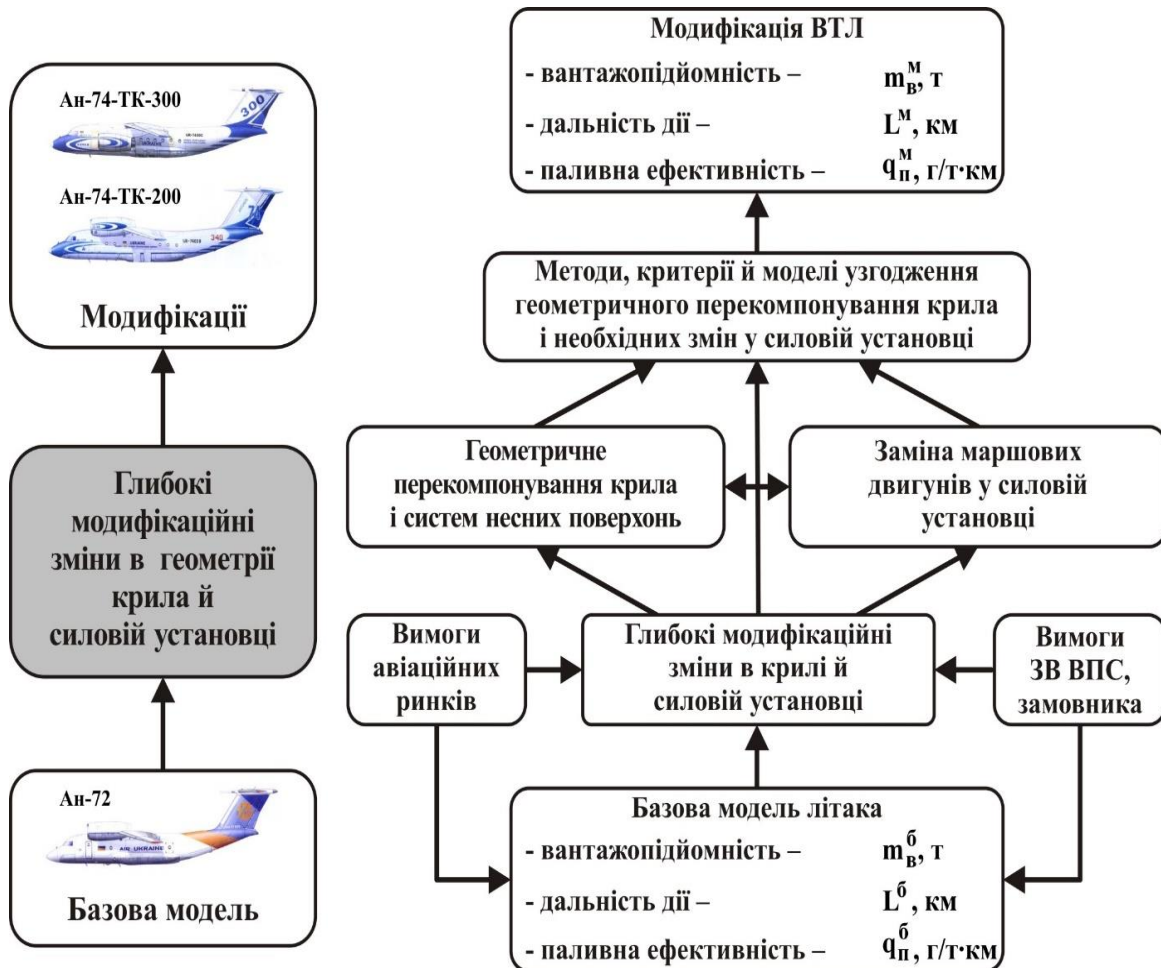 Ан-74-ТК-300
300
Ан-74-ТК-200
Модифікації
Глибокі
модифікаційні
зміни в геометрії
крила й
силовій установці
Ан-72
AIR UKRAINE
Базова модель
Модифікація ВТЛ
- вантажопідйомність – mвм, т
- дальність дії – Lм, км
- паливна ефективність – qпм, г/т·км
Методи, критерії й моделі узгодження
геометричного перекомпонування крила
і необхідних змін у силовій установці
Геометричне
перекомпонування крила
і систем несних поверхонь
Заміна маршових
двигунів у силовій
установці
Вимоги
авіаційних
ринків
Глибокі модифікаційні
зміни в крилі й
силовій установці
Вимоги
ЗВ ВПС,
замовника
Базова модель літака
- вантажопідйомність – mвб, т
- дальність дії – Lб, км
- паливна ефективність – qпб, г/т·км